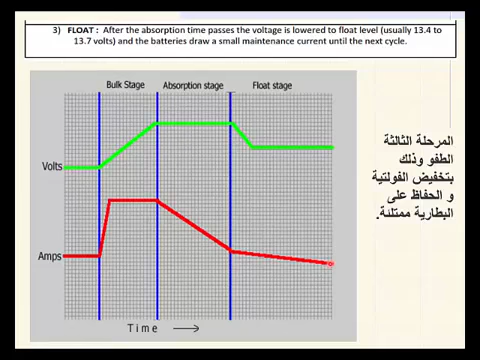 3) FLOAT : After the absorption time passes the voltage is lowered to float level (usually 13.4 to
13.7 volts) and the batteries draw a small maintenance current until the next cycle.
Bulk Stage Absorption stage Float stage
Volts
Amps
Time
المرحلة الثالثة
الطفو وذلك
بتخفيض الفولتية
و الحفاظ على
البطارية ممتلئة.